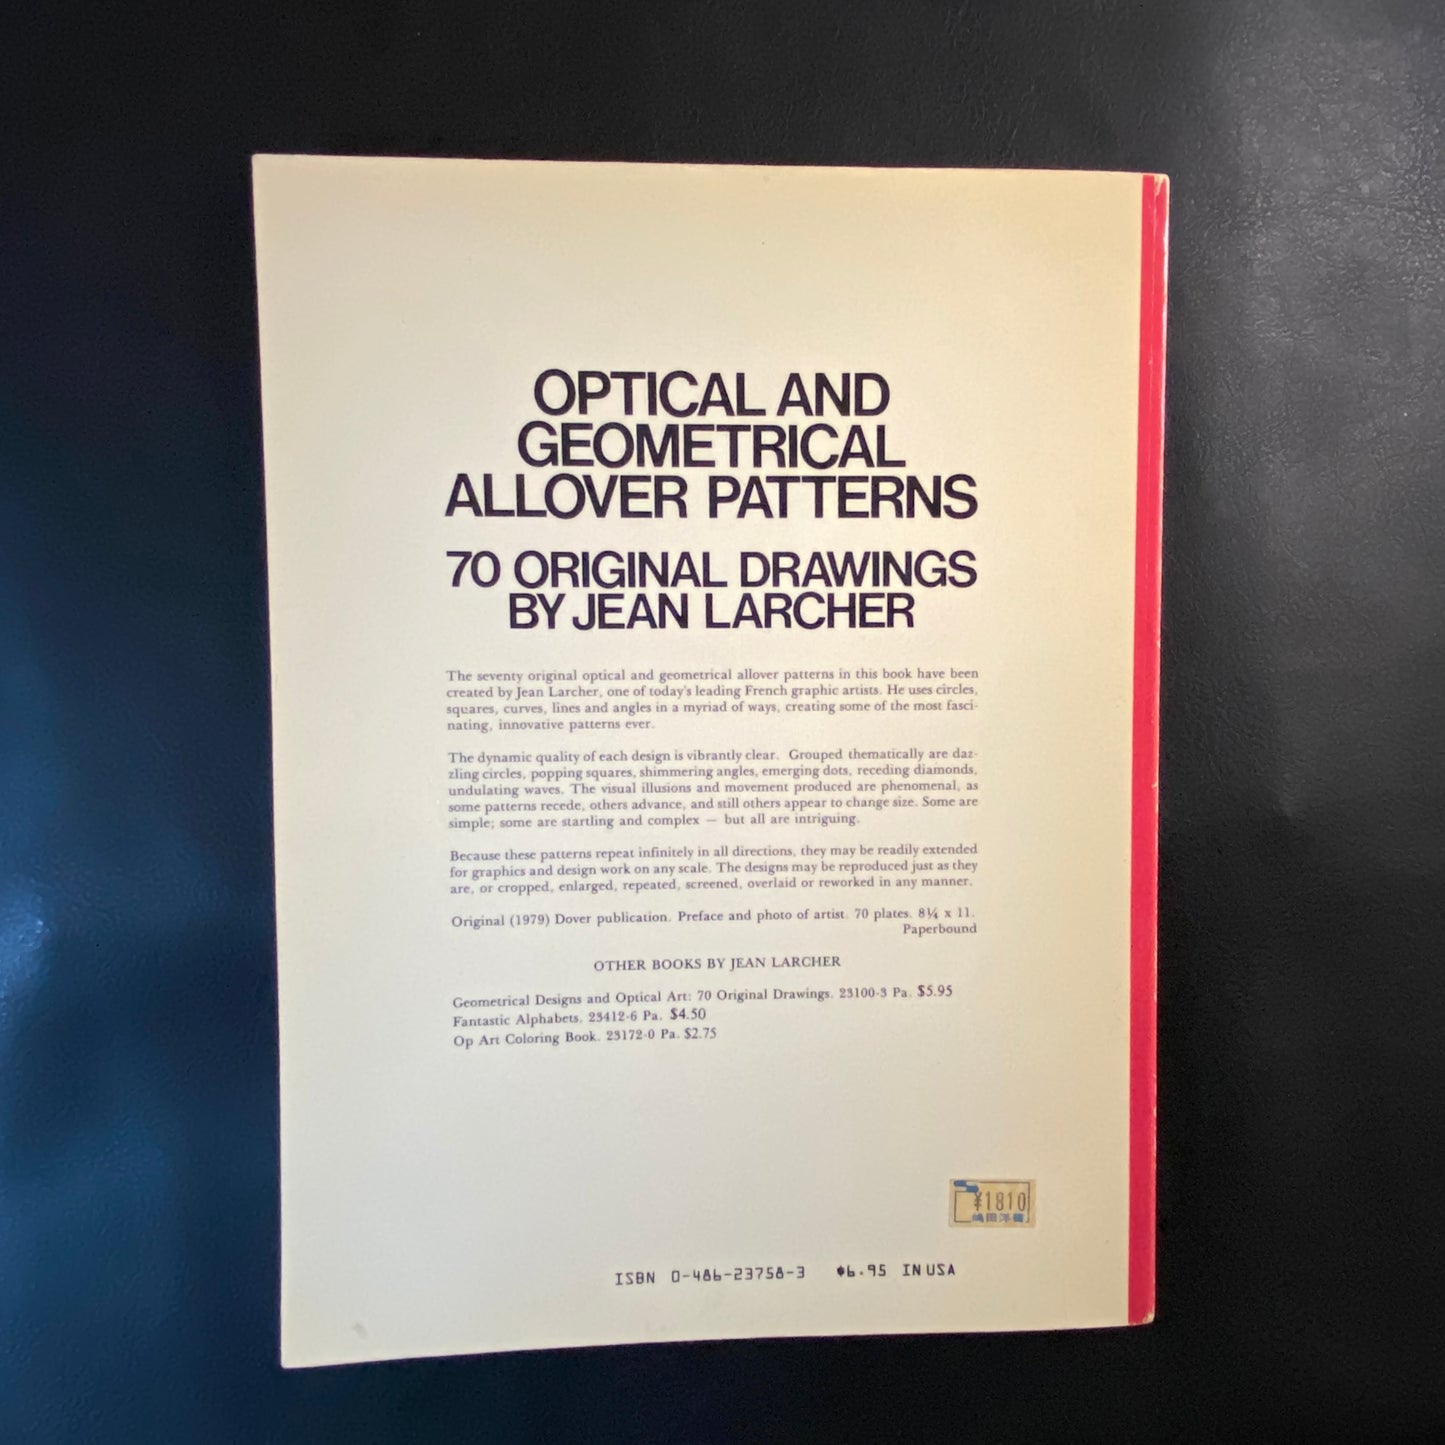 OPTICAL AND
GEOMETRICAL
ALLOVER PATTERNS
70 ORIGINAL DRAWINGS
BY JEAN LARCHER
The seventy original optical and geometrical allover patterns in this book have been
created by Jean Larcher, one of today's leading French graphic artists. He uses circles,
squares, curves, lines and angles in a myriad of ways, creating some of the most fasci-
nating, innovative patterns ever.
The dynamic quality of each design is vibrantly clear. Grouped thematically are daz-
zling circles, popping squares, shimmering angles, emerging dots, receding diamonds,
undulating waves. The visual illusions and movement produced are phenomenal, as
some patterns recede, others advance, and still others appear to change size. Some are
simple; some are startling and complex — but all are intriguing.
Because these patterns repeat infinitely in all directions, they may be readily extended
for graphics and design work on any scale. The designs may be reproduced just as they
are, or cropped, enlarged, repeated, screened, overlaid or reworked in any manner.
Original (1979) Dover publication. Preface and photo of artist. 70 plates. 8¼ x 11.
Paperbound
OTHER BOOKS BY JEAN LARCHER
Geometrical Designs and Optical Art: 70 Original Drawings. 23100-3 Pa. $5.95
Fantastic Alphabets. 23412-6 Pa. $4.50
Op Art Coloring Book. 23172-0 Pa. $2.75
¥1810
嶋田洋書
ISBN 0-486-23758-3 $6.95 IN USA